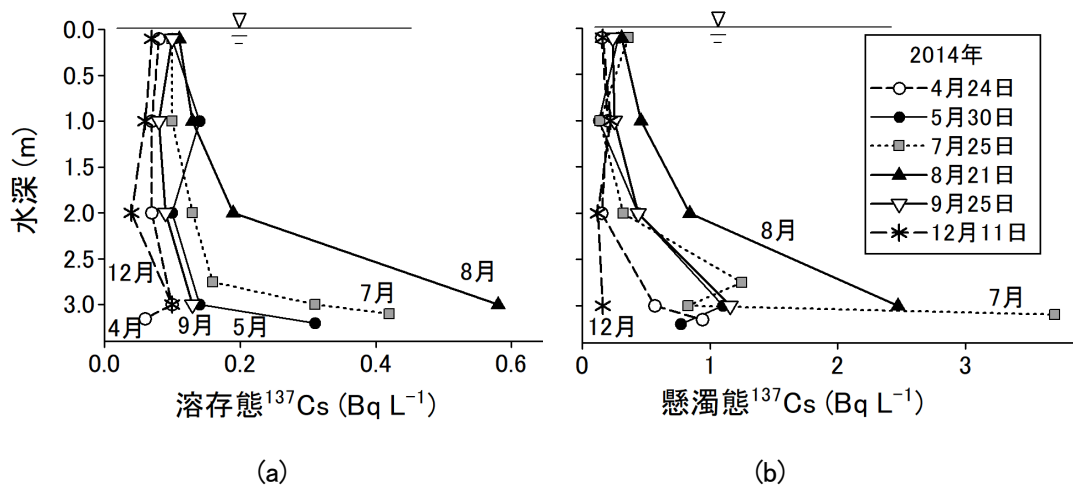 0.0
0.5
1.0
1.5
2.0
2.5
3.0
水深 (m)
12月
4月
9月
5月
7月
8月
0.0
0.2
0.4
0.6
溶存態¹³⁷Cs (Bq L⁻¹)
(a)
2014年
4月24日
5月30日
7月25日
8月21日
9月25日
12月11日
8月
7月
12月
0
1
2
3
懸濁態¹³⁷Cs (Bq L⁻¹)
(b)